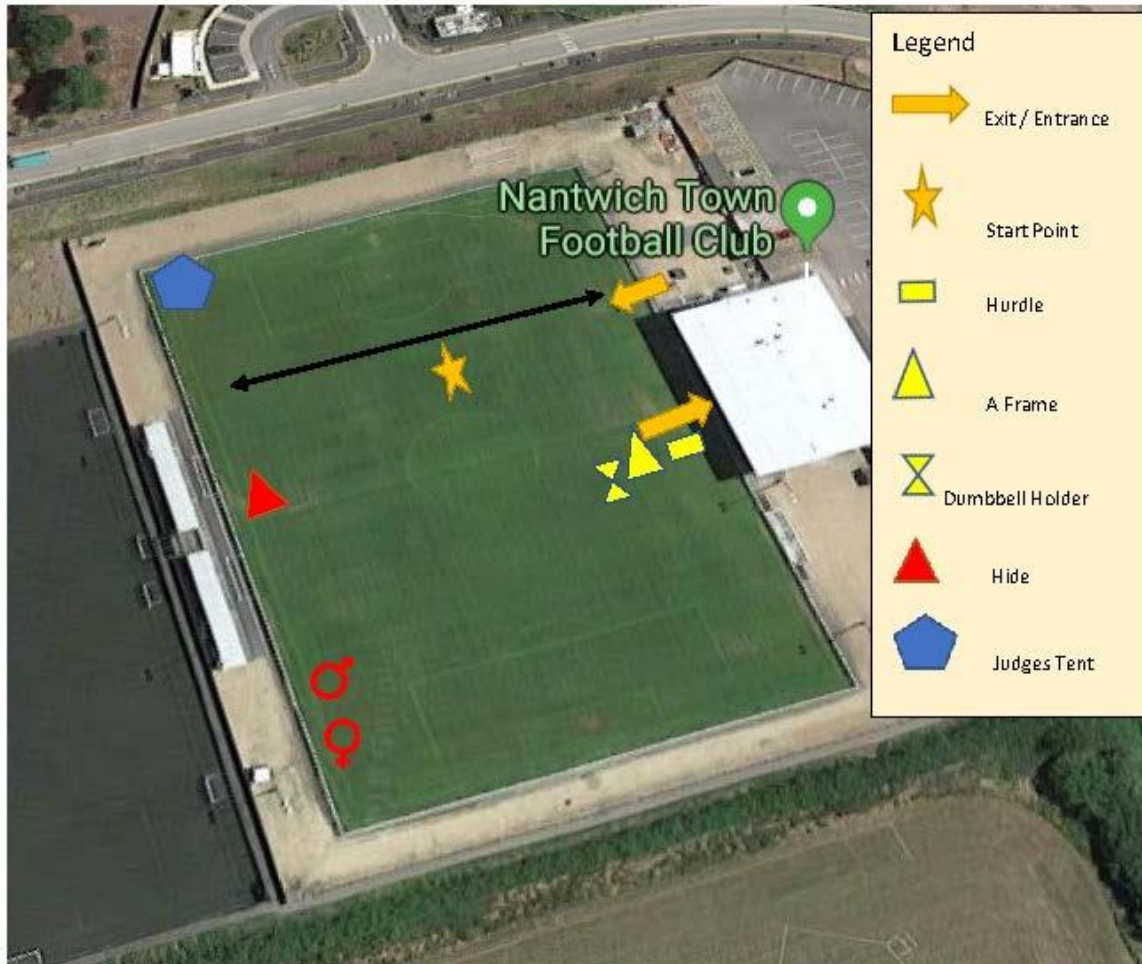 Nantwich Town
Football Club
Legend
Exit / Entrance
Start Point
Hurdle
A Frame
Dumbbell Holder
Hide
Judges Tent